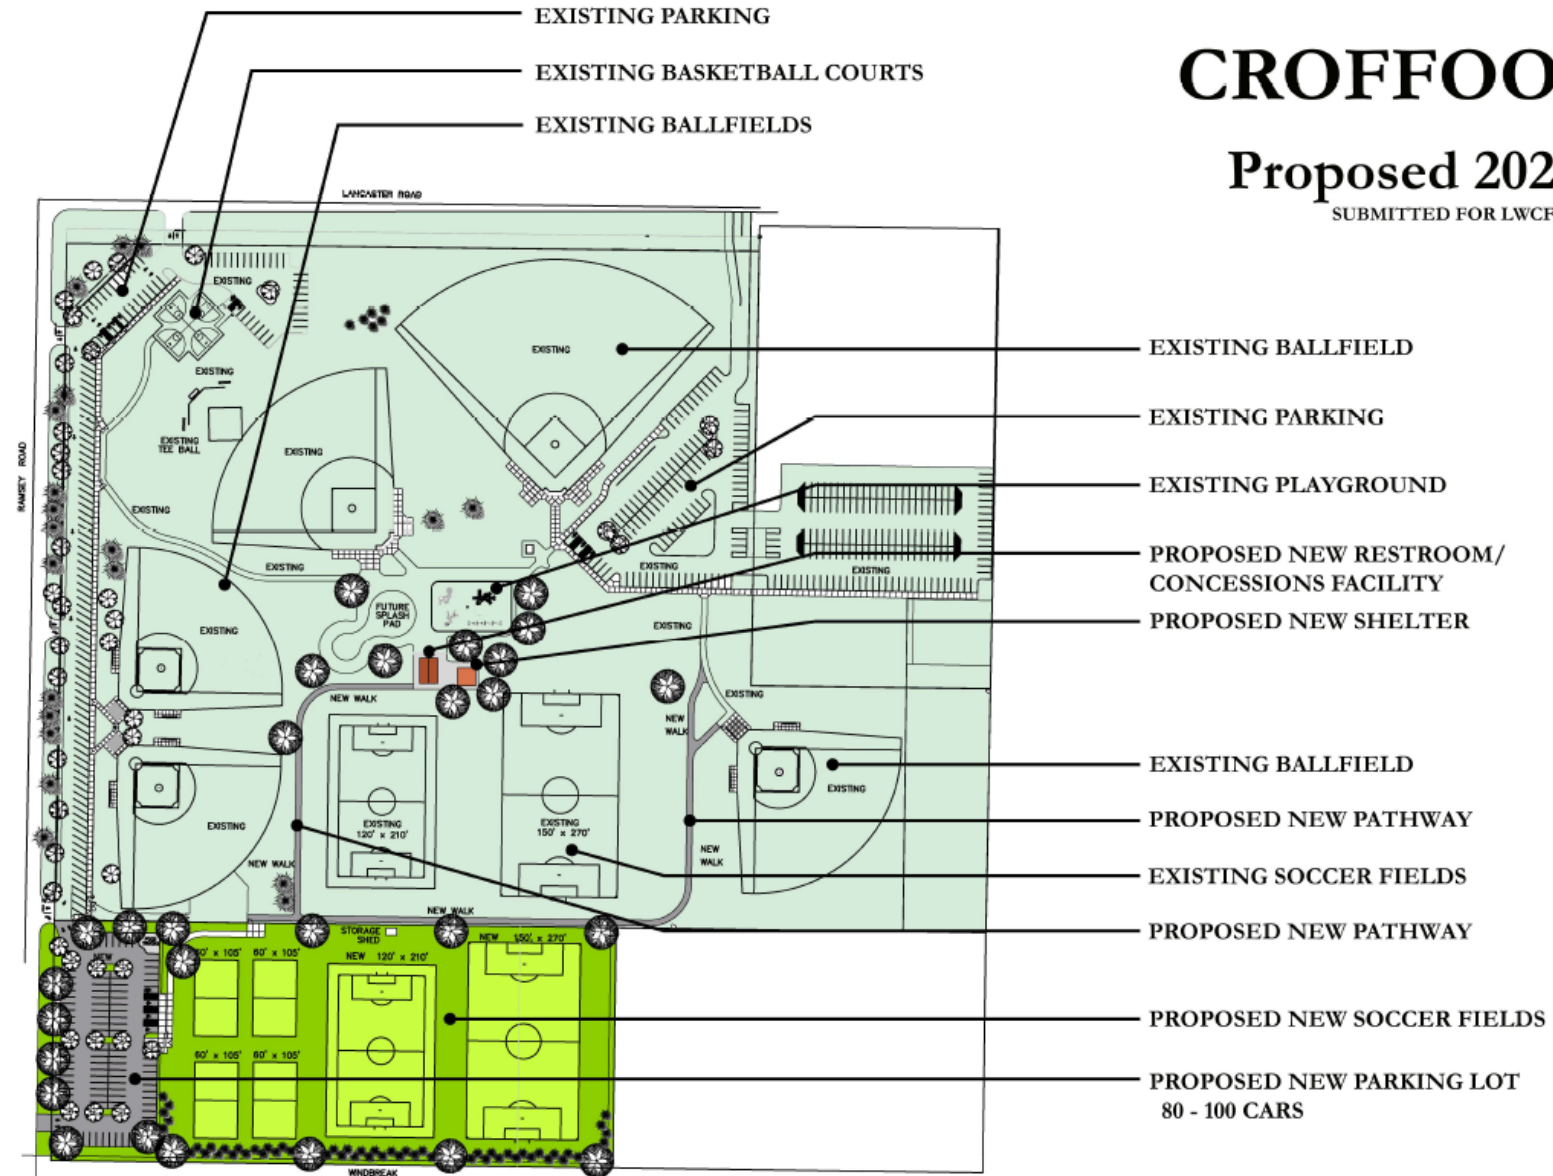 EXISTING PARKING
EXISTING BASKETBALL COURTS
EXISTING BALLFIELDS
CROFFOO
Proposed 202
SUBMITTED FOR LWCF
LANCASTER ROAD
RAMSEY ROAD
EXISTING
EXISTING
EXISTING
TEE BALL
EXISTING
EXISTING
EXISTING
EXISTING
EXISTING
EXISTING
EXISTING
FUTURE
SPLASH
PAD
EXISTING
EXISTING
NEW WALK
EXISTING
NEW
WALK
EXISTING
EXISTING
120' x 210'
EXISTING
150' x 270'
EXISTING
NEW WALK
NEW
WALK
NEW WALK
STORAGE
SHED
NEW 150' x 270'
NEW 120' x 210'
NEW
60' x 105'
60' x 105'
60' x 105'
60' x 105'
WINDBREAK
EXISTING BALLFIELD
EXISTING PARKING
EXISTING PLAYGROUND
PROPOSED NEW RESTROOM/
CONCESSIONS FACILITY
PROPOSED NEW SHELTER
EXISTING BALLFIELD
PROPOSED NEW PATHWAY
EXISTING SOCCER FIELDS
PROPOSED NEW PATHWAY
PROPOSED NEW SOCCER FIELDS
PROPOSED NEW PARKING LOT
80 - 100 CARS